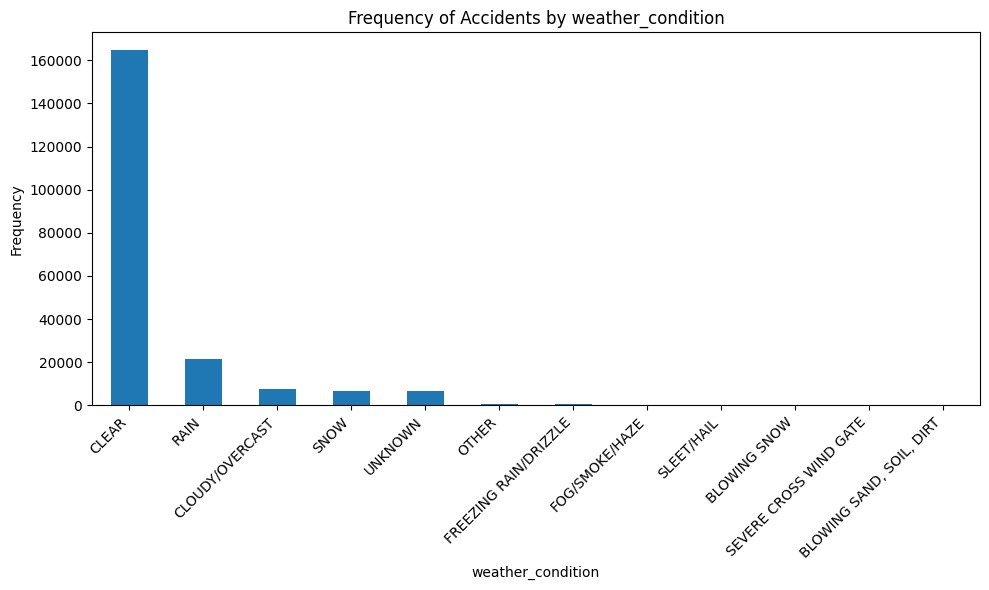 Frequency of Accidents by weather_condition
Frequency
160000
140000
120000
100000
80000
60000
40000
20000
0
CLEAR
RAIN
CLOUDY/OVERCAST
SNOW
UNKNOWN
OTHER
FREEZING RAIN/DRIZZLE
FOG/SMOKE/HAZE
SLEET/HAIL
BLOWING SNOW
SEVERE CROSS WIND GATE
BLOWING SAND, SOIL, DIRT
weather_condition